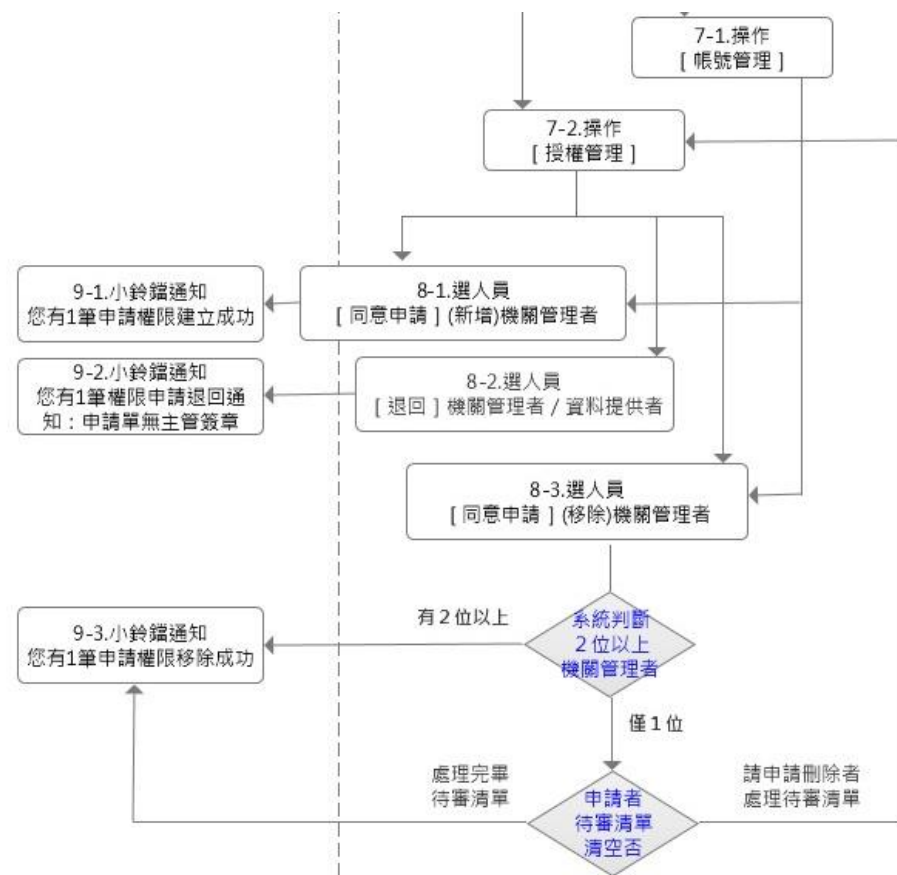 7-1.操作
[ 帳號管理 ]
7-2.操作
[ 授權管理 ]
9-1.小鈴鐺通知
您有1筆申請權限建立成功
8-1.選人員
[ 同意申請 ] (新增)機關管理者
9-2.小鈴鐺通知
您有1筆權限申請退回通
知：申請單無主管簽章
8-2.選人員
[ 退回 ] 機關管理者 / 資料提供者
8-3.選人員
[ 同意申請 ] (移除)機關管理者
9-3.小鈴鐺通知
您有1筆申請權限移除成功
有２位以上
系統判斷
２位以上
機關管理者
僅１位
處理完畢
待審清單
申請者
待審清單
清空否
請申請刪除者
處理待審清單